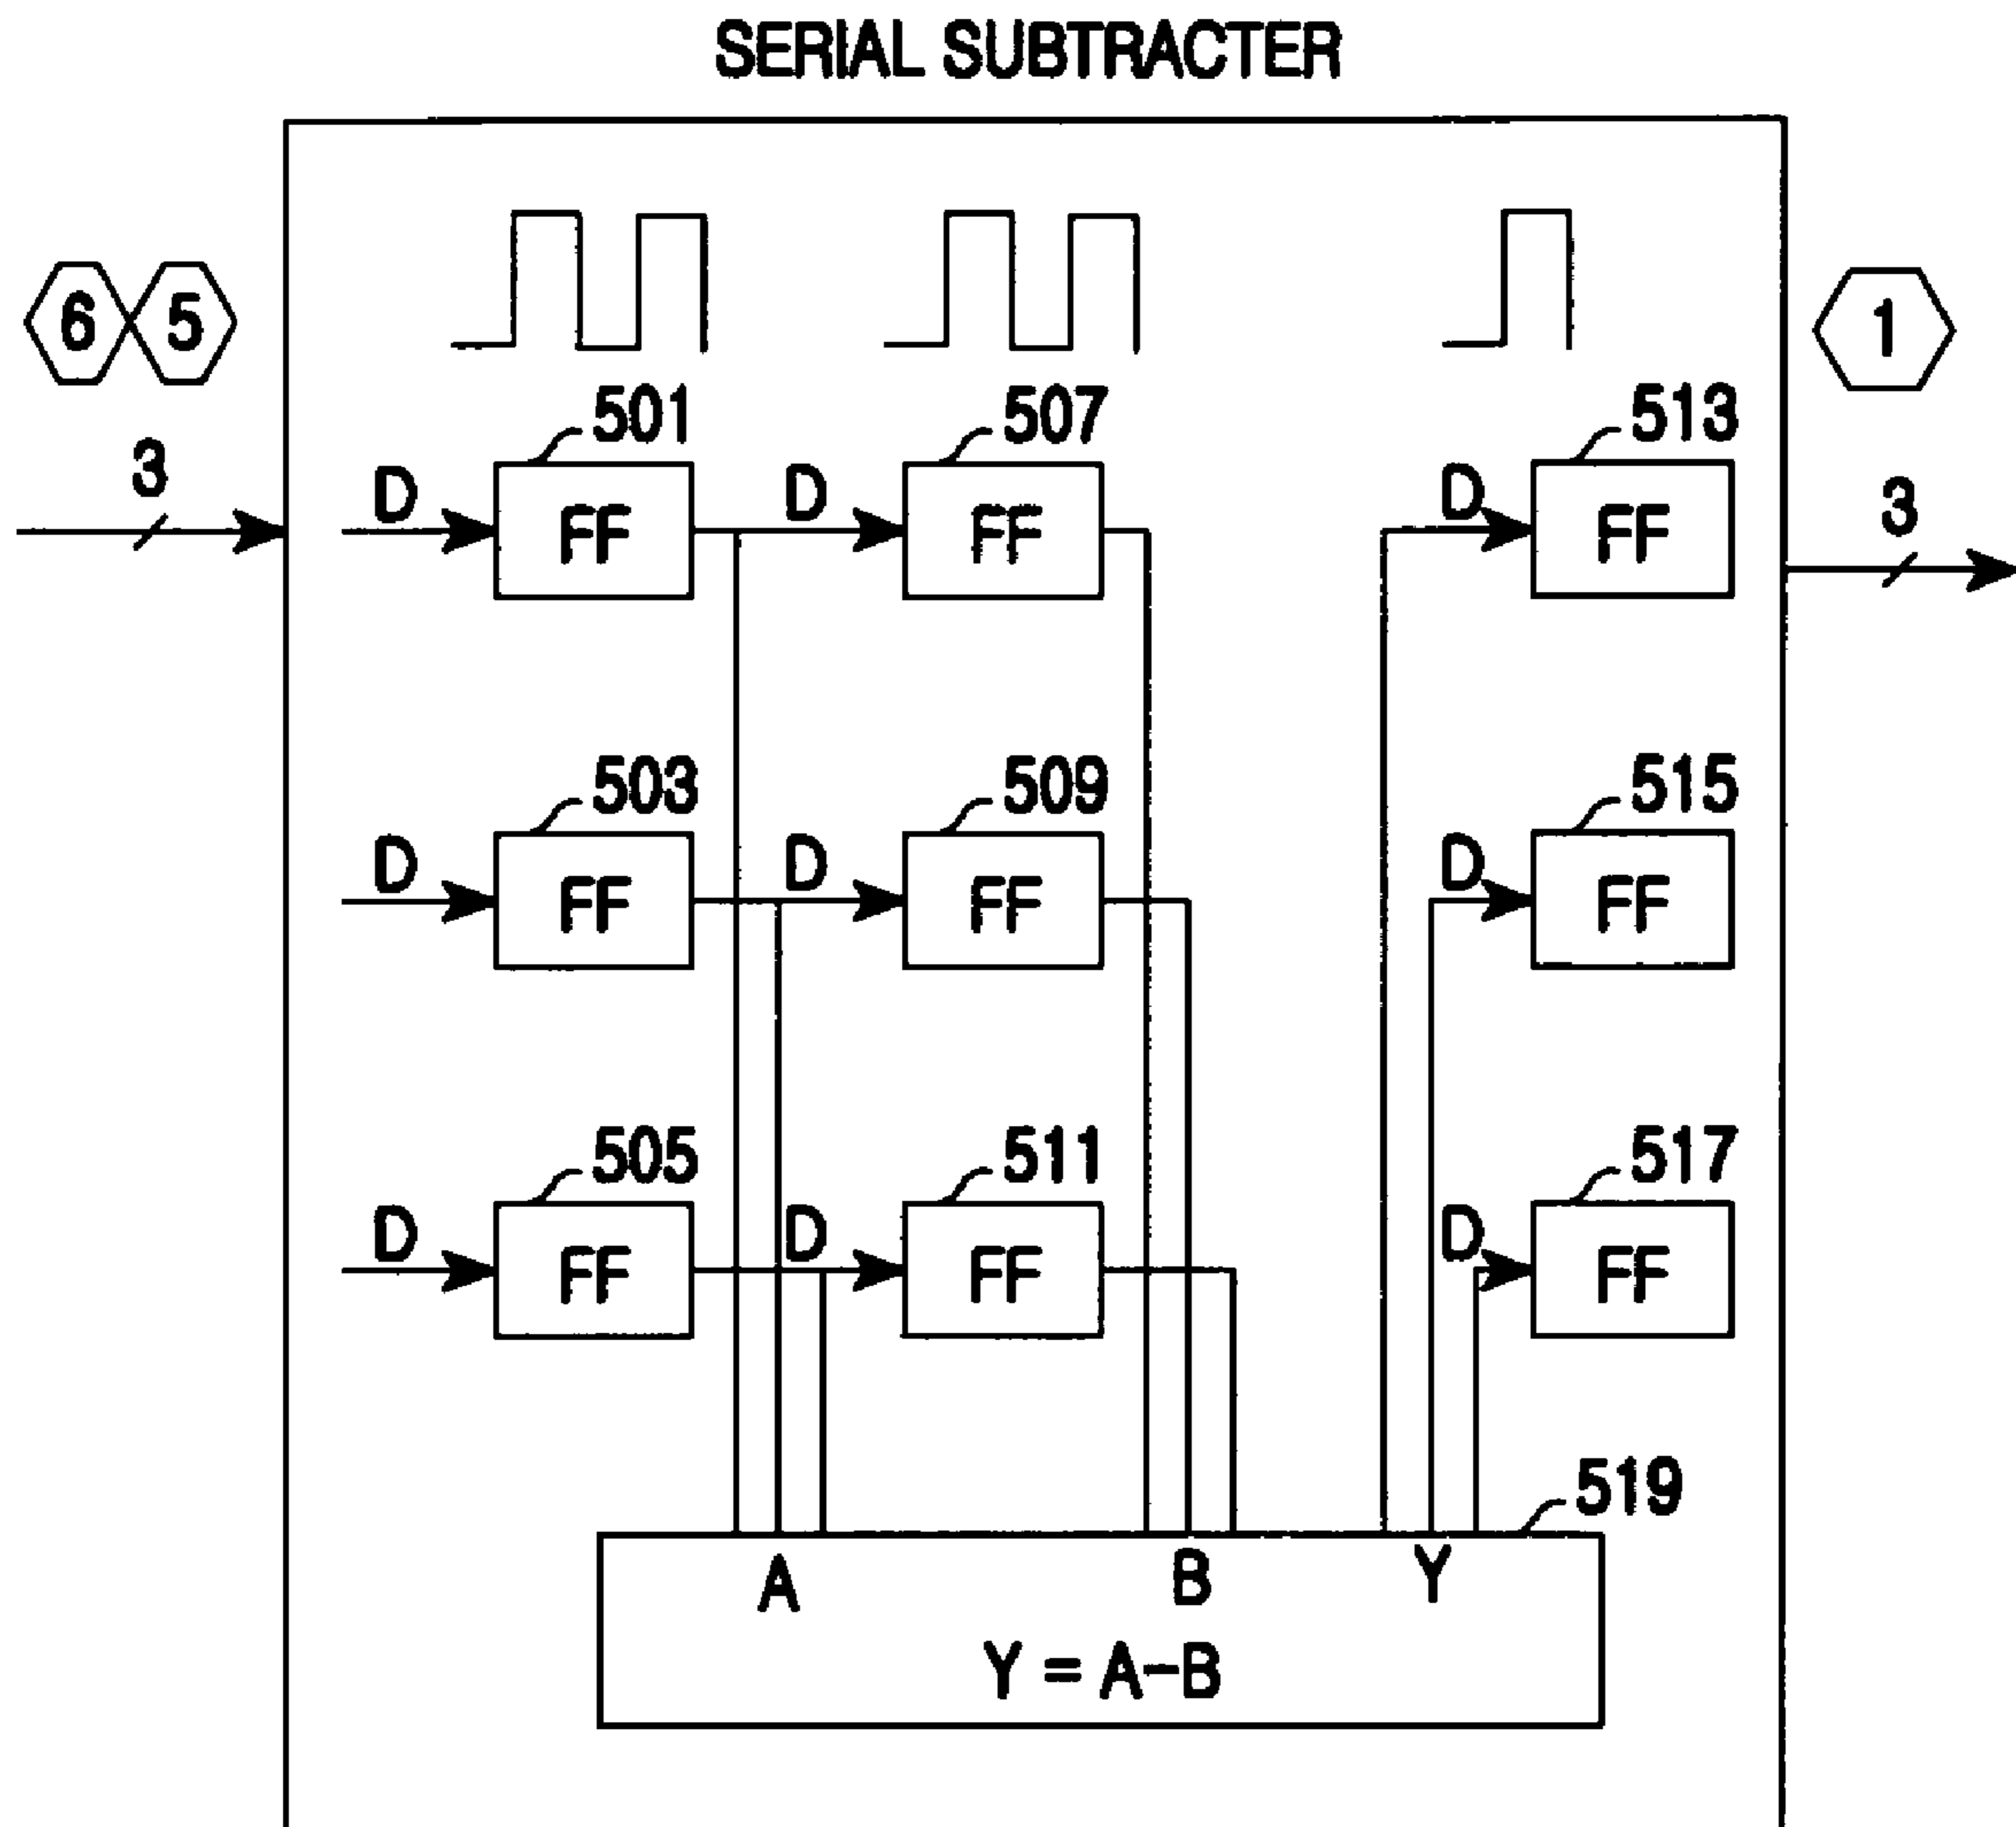 SERIAL SUBTRACTER
6 5
1
501 507 513
3
D FF D FF D FF
3
503 509 515
D FF D FF D FF
505 511 517
D FF D FF D FF
519
A B Y
Y = A-B